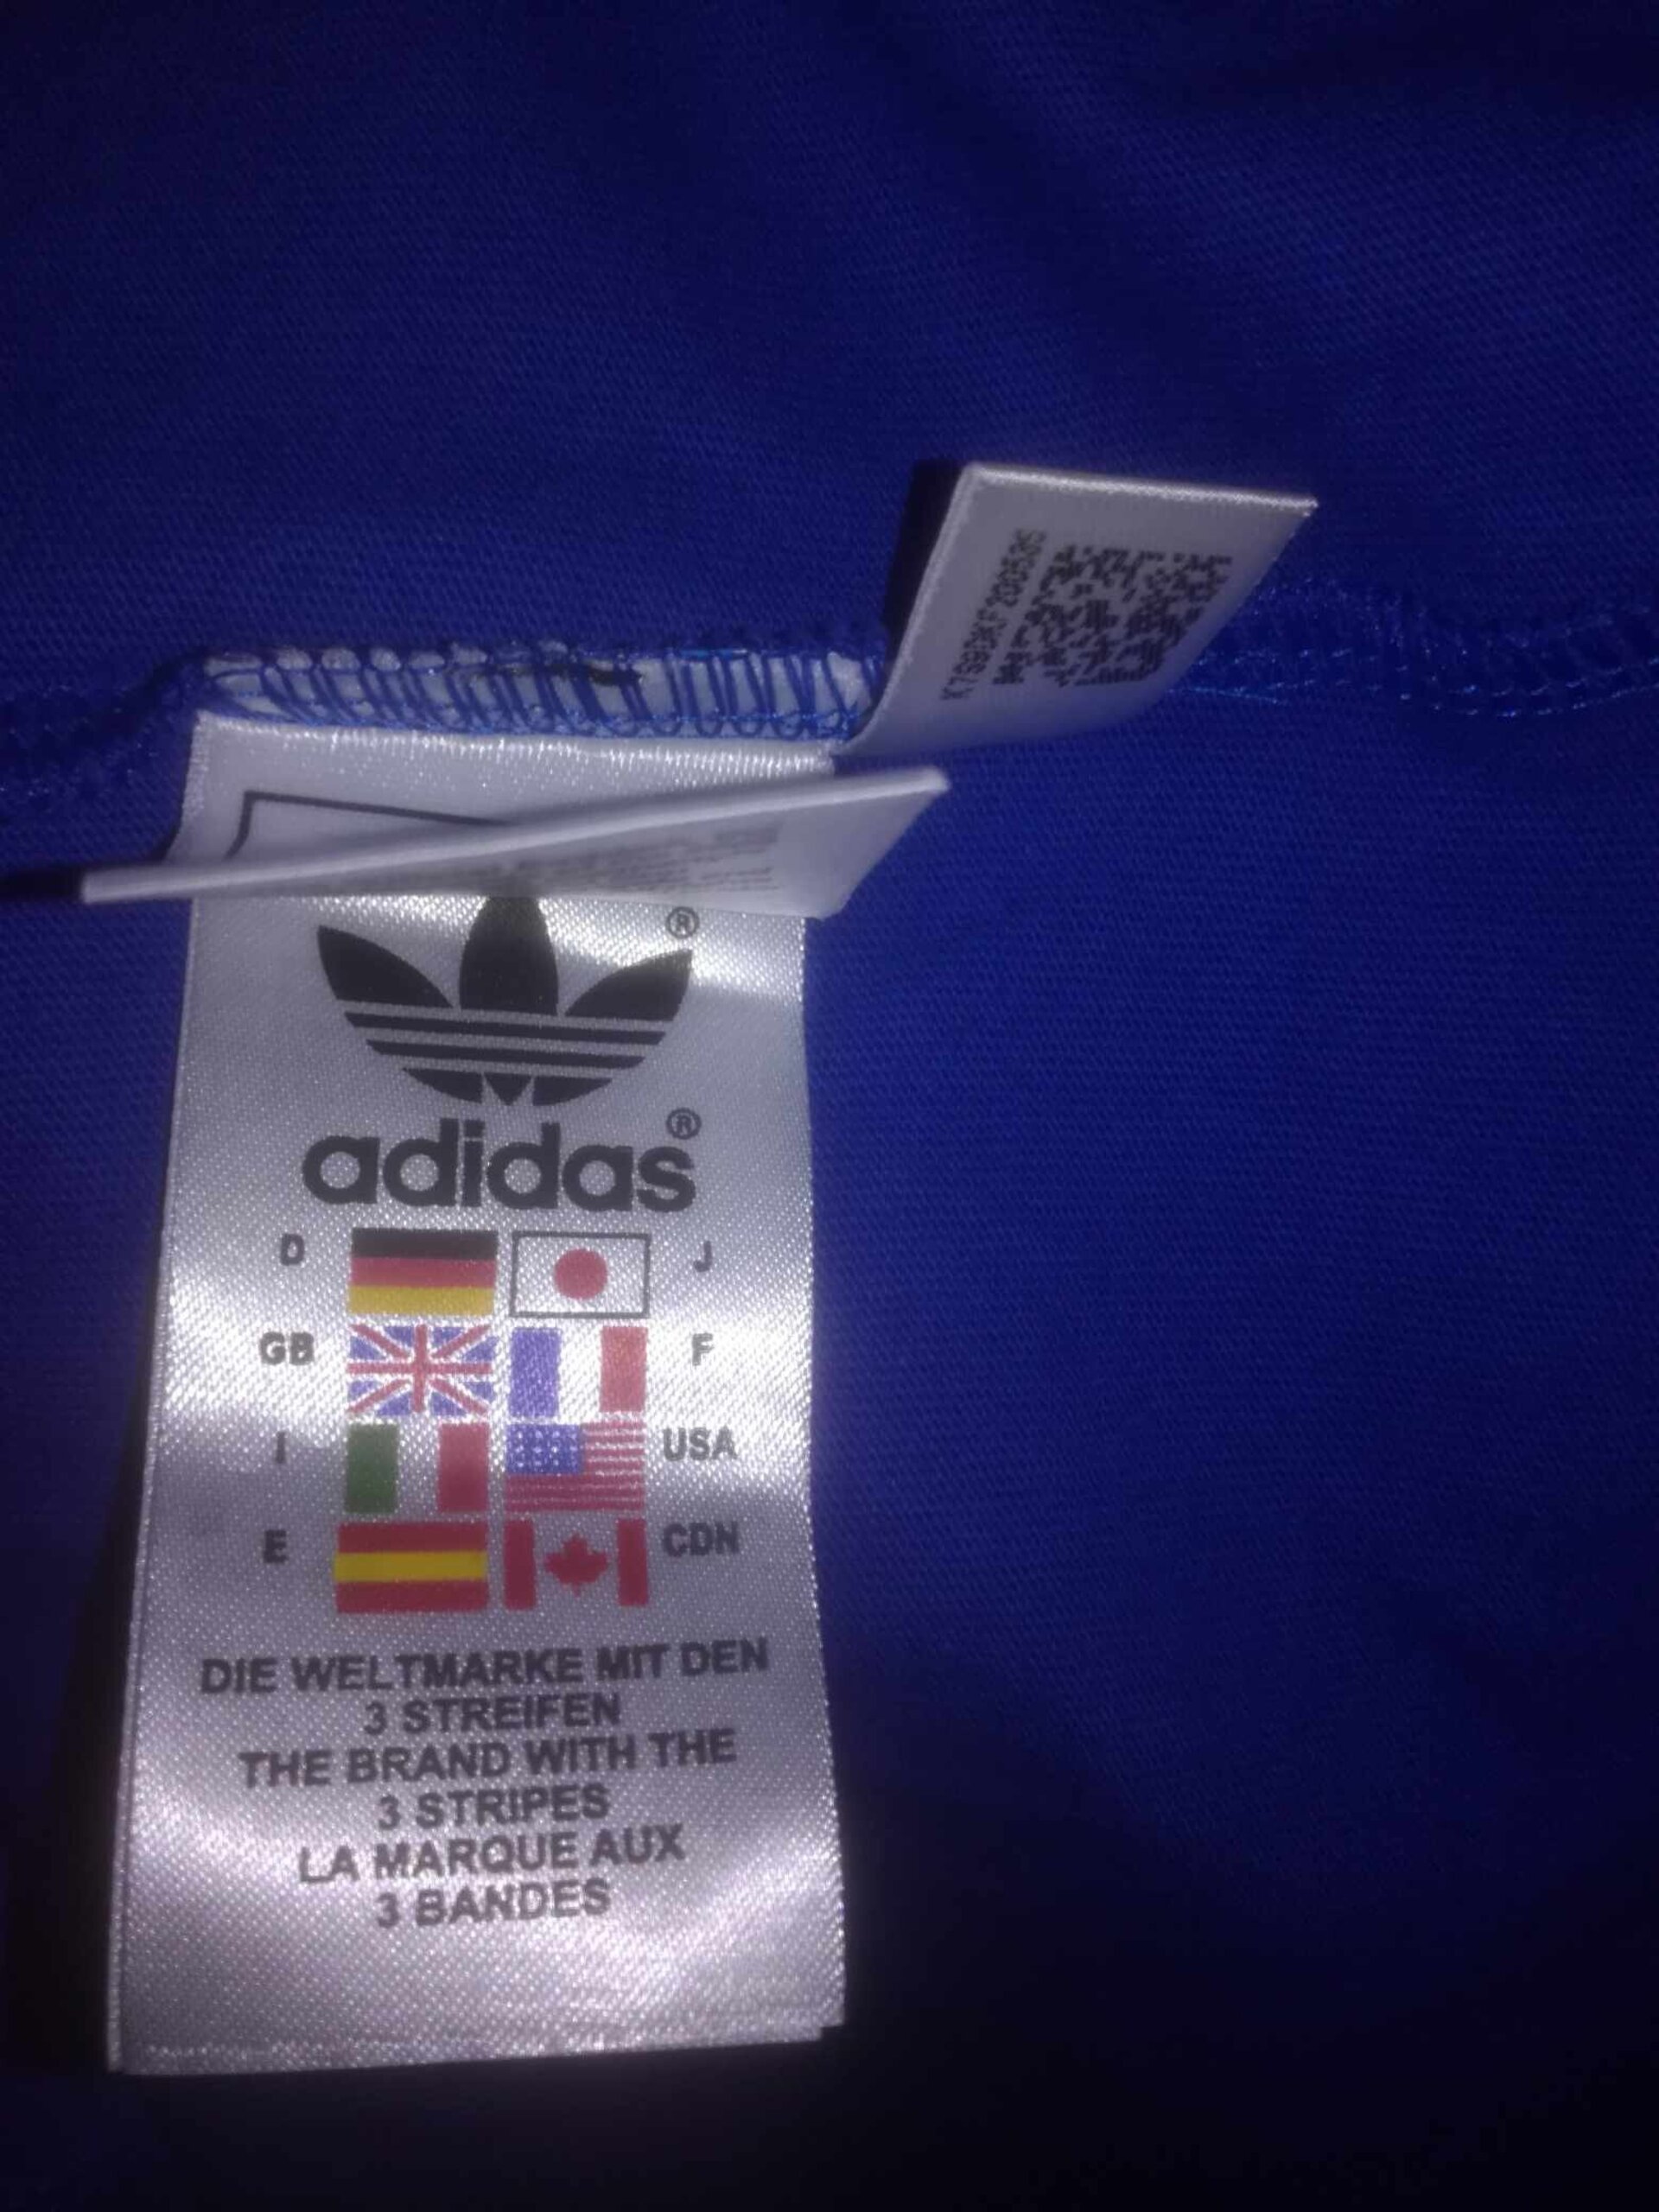 ®
adidas®
D J
GB F
I USA
E CDN
DIE WELTMARKE MIT DEN
3 STREIFEN
THE BRAND WITH THE
3 STRIPES
LA MARQUE AUX
3 BANDES